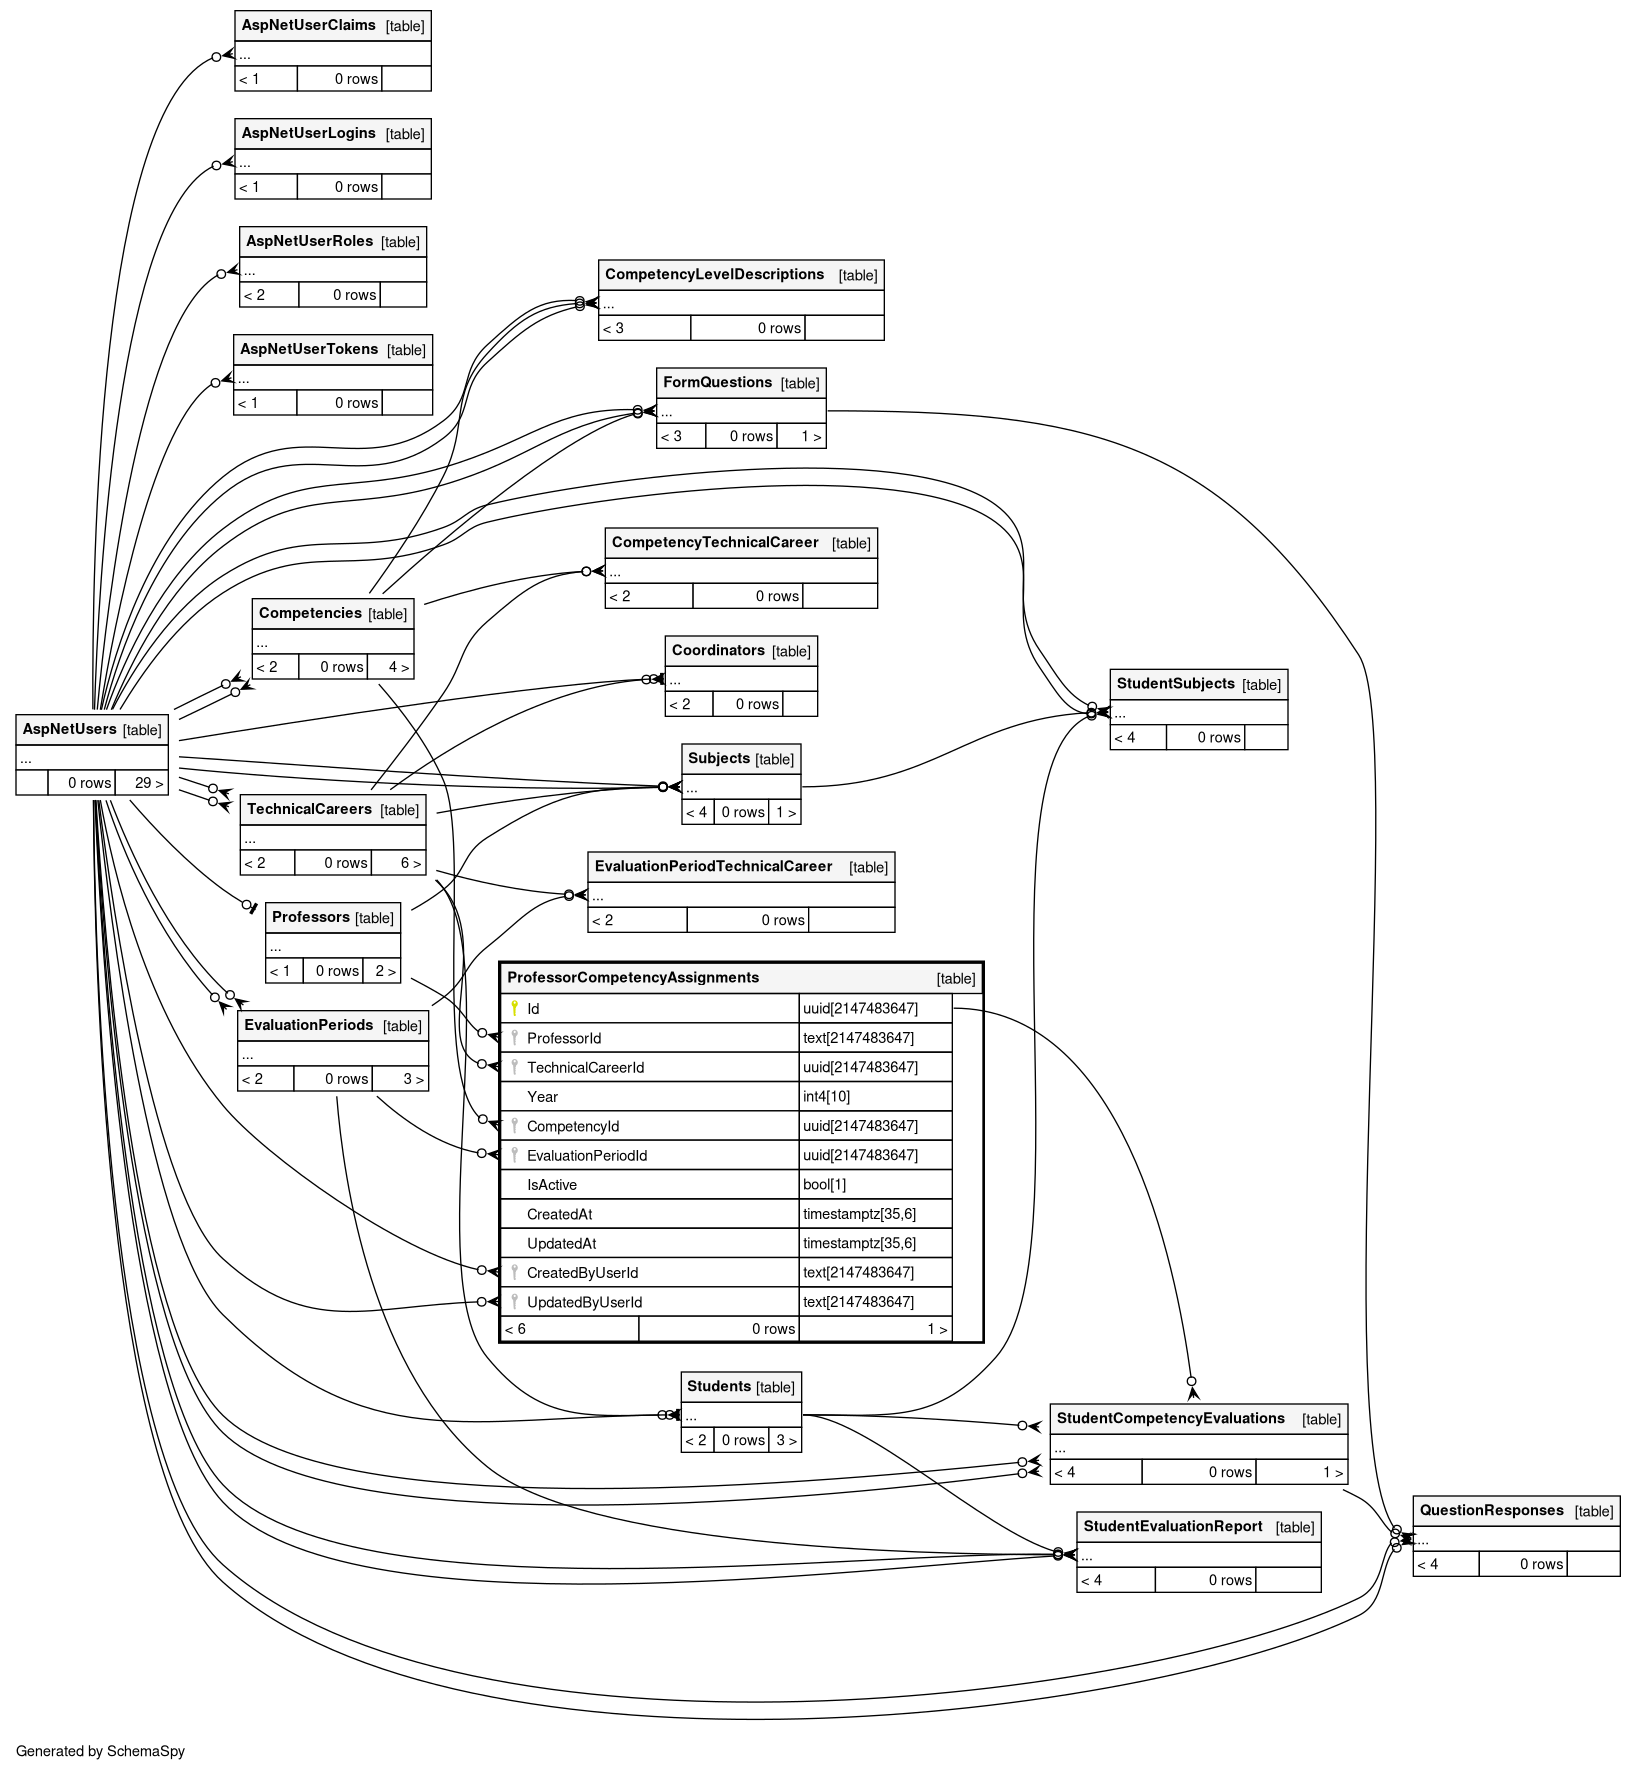 AspNetUserClaims [table]
...
< 1 0 rows
AspNetUserLogins [table]
...
< 1 0 rows
AspNetUserRoles [table]
...
< 2 0 rows
AspNetUserTokens [table]
...
< 1 0 rows
CompetencyLevelDescriptions [table]
...
< 3 0 rows
FormQuestions [table]
...
< 3 0 rows 1 >
CompetencyTechnicalCareer [table]
...
< 2 0 rows
Competencies [table]
...
< 2 0 rows 4 >
Coordinators [table]
...
< 2 0 rows
StudentSubjects [table]
...
< 4 0 rows
AspNetUsers [table]
...
0 rows 29 >
Subjects [table]
...
< 4 0 rows 1 >
TechnicalCareers [table]
...
< 2 0 rows 6 >
EvaluationPeriodTechnicalCareer [table]
...
< 2 0 rows
Professors [table]
...
< 1 0 rows 2 >
EvaluationPeriods [table]
...
< 2 0 rows 3 >
ProfessorCompetencyAssignments [table]
Id uuid[2147483647]
ProfessorId text[2147483647]
TechnicalCareerId uuid[2147483647]
Year int4[10]
CompetencyId uuid[2147483647]
EvaluationPeriodId uuid[2147483647]
IsActive bool[1]
CreatedAt timestamptz[35,6]
UpdatedAt timestamptz[35,6]
CreatedByUserId text[2147483647]
UpdatedByUserId text[2147483647]
< 6 0 rows 1 >
Students [table]
...
< 2 0 rows 3 >
StudentCompetencyEvaluations [table]
...
< 4 0 rows 1 >
StudentEvaluationReport [table]
...
< 4 0 rows
QuestionResponses [table]
...
< 4 0 rows
Generated by SchemaSpy